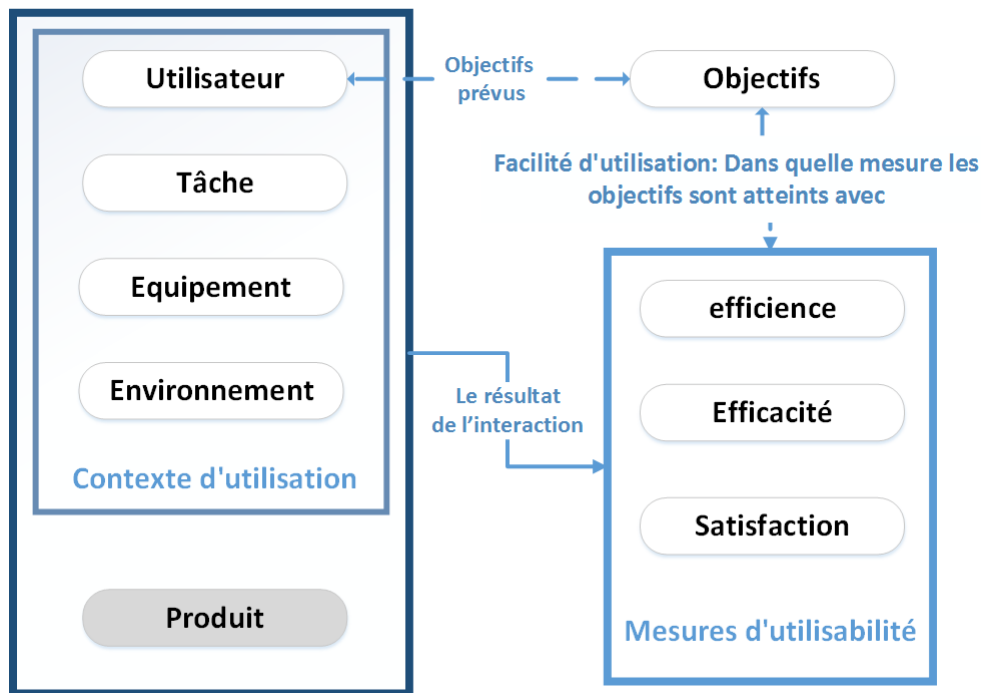 Utilisateur
Tâche
Equipement
Environnement
Contexte d'utilisation
Produit
Objectifs
prévus
Objectifs
Facilité d'utilisation: Dans quelle mesure les
objectifs sont atteints avec
Le résultat
de l'interaction
efficience
Efficacité
Satisfaction
Mesures d'utilisabilité